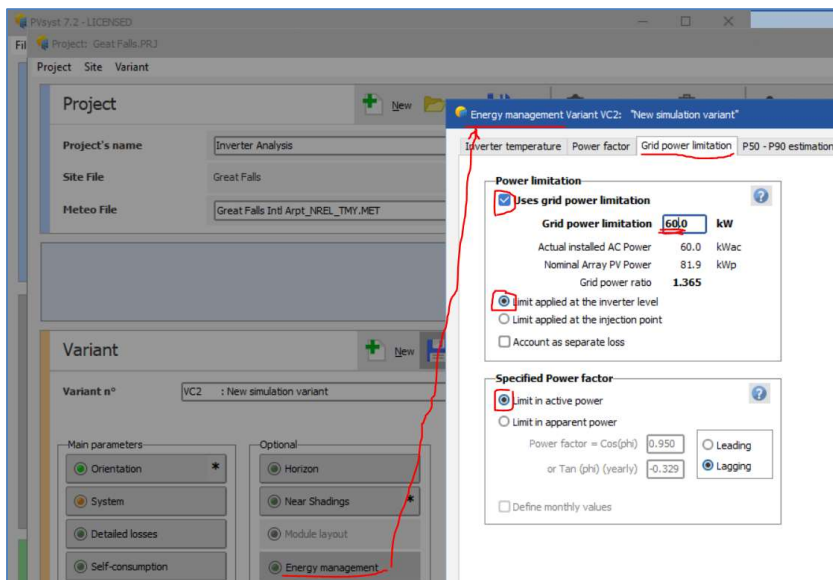 PVsyst 7.2 - LICENSED
Project: Geat Falls.PRJ
Project Site Variant
Project
New
Project's name
Inverter Analysis
Site File
Great Falls
Meteo File
Great Falls Intl Arpt_NREL_TMY.MET
Variant
New
Variant n°
VC2 : New simulation variant
Main parameters
Optional
Orientation *
Horizon
System
Near Shadings *
Detailed losses
Module layout
Self-consumption
Energy management
Energy management Variant VC2: "New simulation variant"
Inverter temperature Power factor Grid power limitation P50 - P90 estimation
Power limitation
Uses grid power limitation
Grid power limitation 60.0 kW
Actual installed AC Power 60.0 kWac
Nominal Array PV Power 81.9 kWp
Grid power ratio 1.365
Limit applied at the inverter level
Limit applied at the injection point
Account as separate loss
Specified Power factor
Limit in active power
Limit in apparent power
Power factor = Cos(phi) 0.950 Leading
or Tan (phi) (yearly) -0.329 Lagging
Define monthly values